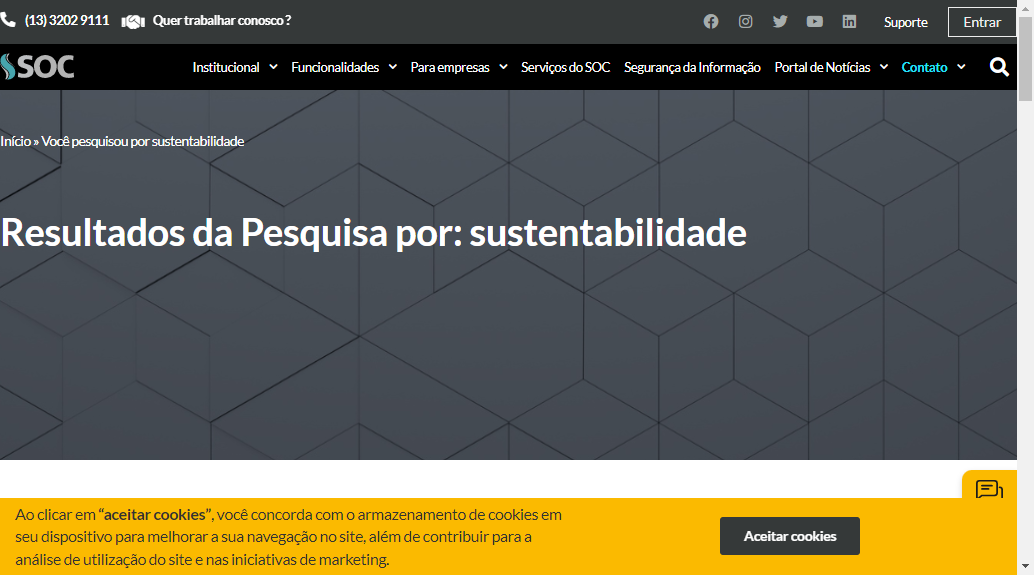 (13) 3202 9111 Quer trabalhar conosco ? Suporte Entrar
SOC Institucional Funcionalidades Para empresas Serviços do SOC Segurança da Informação Portal de Notícias Contato
Início » Você pesquisou por sustentabilidade
Resultados da Pesquisa por: sustentabilidade
Ao clicar em “aceitar cookies”, você concorda com o armazenamento de cookies em
seu dispositivo para melhorar a sua navegação no site, além de contribuir para a
análise de utilização do site e nas iniciativas de marketing.
Aceitar cookies